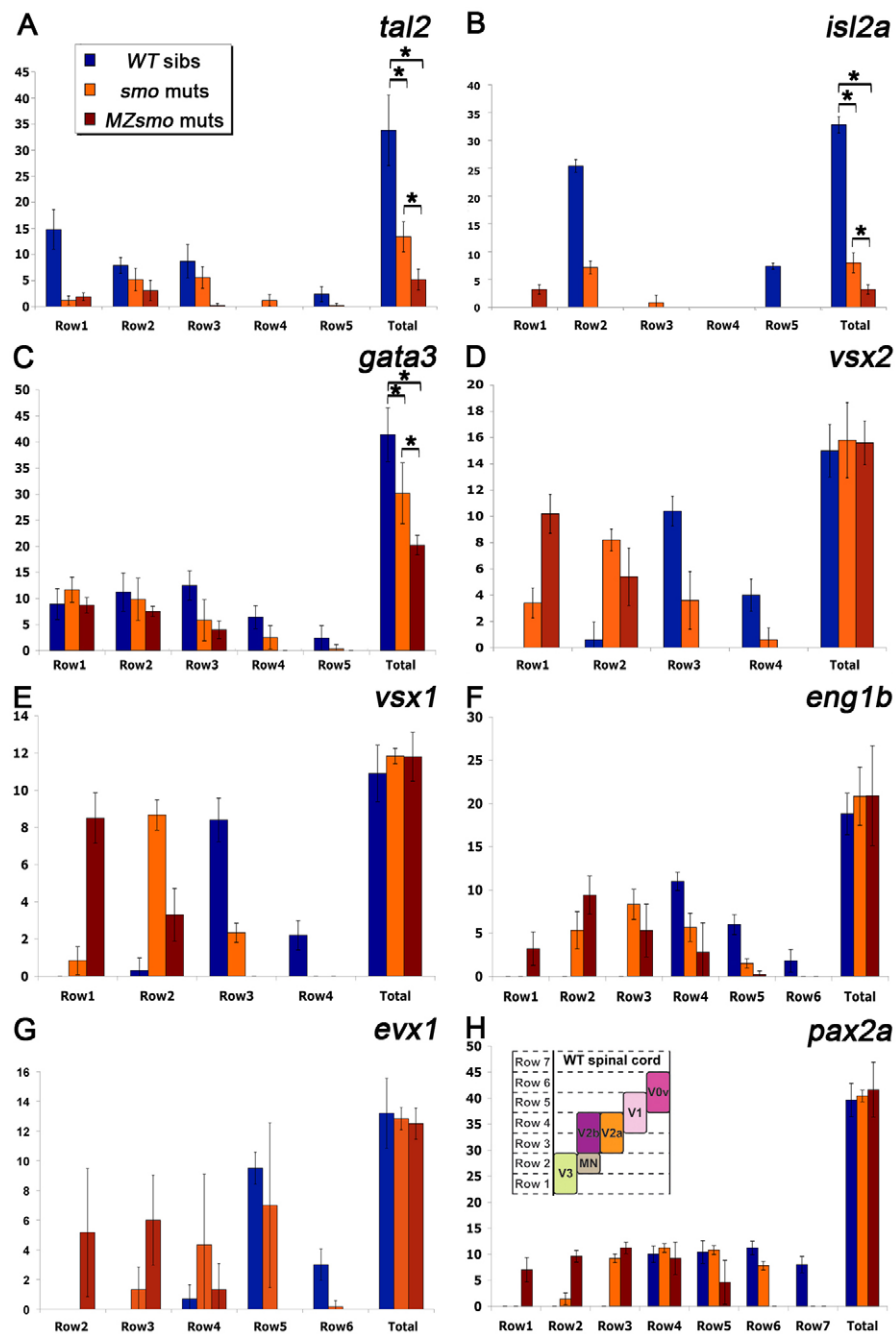 A tal2
WT sibs
smo muts
MZsmo muts
* * *
45
40
35
30
25
20
15
10
5
0
Row1 Row2 Row3 Row4 Row5 Total
B isl2a
* * *
40
35
30
25
20
15
10
5
0
Row1 Row2 Row3 Row4 Row5 Total
C gata3
* * *
50
45
40
35
30
25
20
15
10
5
0
Row1 Row2 Row3 Row4 Row5 Total
D vsx2
20
18
16
14
12
10
8
6
4
2
0
Row1 Row2 Row3 Row4 Total
E vsx1
14
12
10
8
6
4
2
0
Row1 Row2 Row3 Row4 Total
F eng1b
30
25
20
15
10
5
0
Row1 Row2 Row3 Row4 Row5 Row6 Total
G evx1
16
14
12
10
8
6
4
2
0
Row2 Row3 Row4 Row5 Row6 Total
H pax2a
50
45
40
35
30
25
20
15
10
5
0
Row 7 WT spinal cord
Row 6 V0v
Row 5 V1
Row 4 V2b V2a
Row 3
Row 2 V3 MN
Row 1
Row1 Row2 Row3 Row4 Row5 Row6 Row7 Total